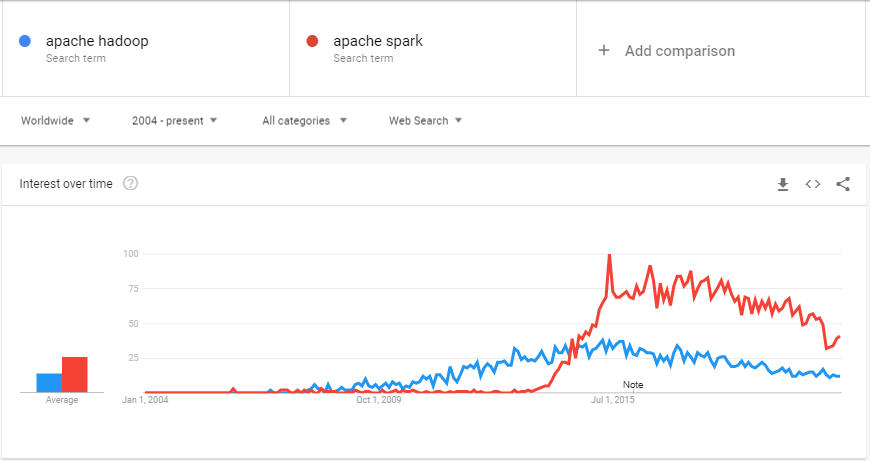 apache hadoop
Search term
apache spark
Search term
+ Add comparison
Worldwide
2004 - present
All categories
Web Search
Interest over time
?
100
75
50
25
Average
Note
Jan 1, 2004
Oct 1, 2009
Jul 1, 2015